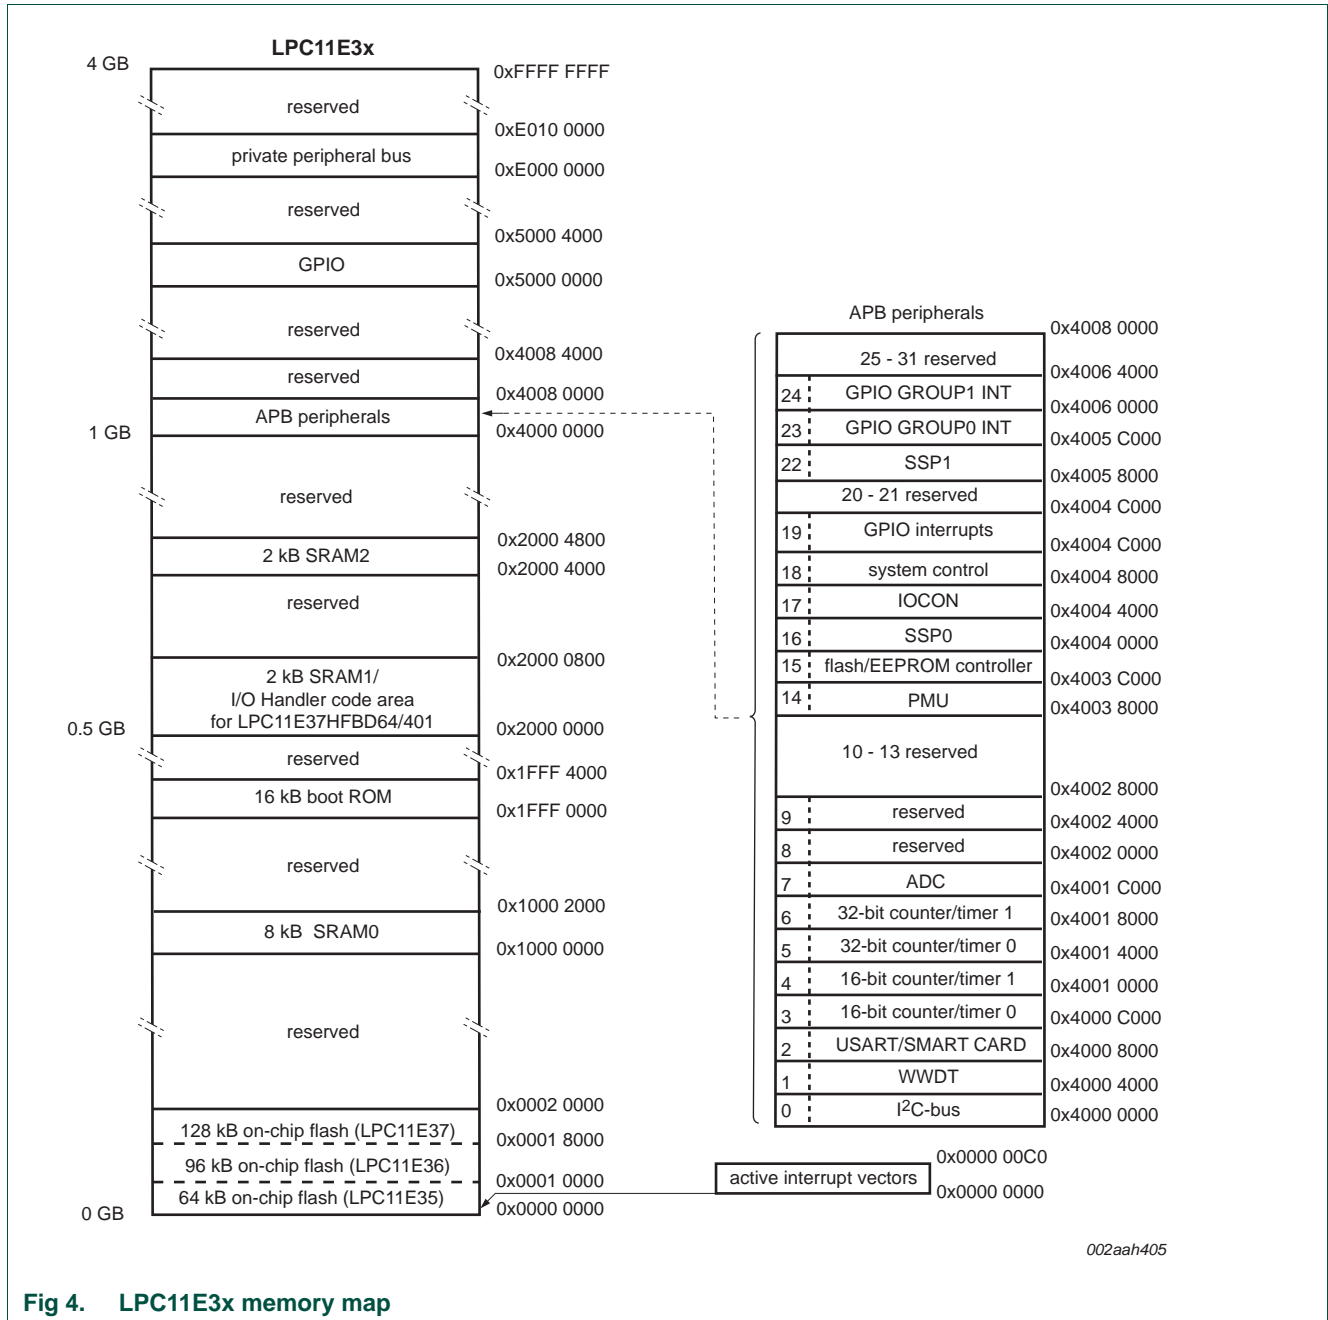 LPC11E3x
4 GB
0xFFFF FFFF
reserved
0xE010 0000
private peripheral bus
0xE000 0000
reserved
0x5000 4000
GPIO
0x5000 0000
reserved
0x4008 4000
reserved
0x4008 0000
APB peripherals
1 GB
0x4000 0000
reserved
0x2000 4800
2 kB SRAM2
0x2000 4000
reserved
0x2000 0800
2 kB SRAM1/
I/O Handler code area
for LPC11E37HFBD64/401
0.5 GB
0x2000 0000
reserved
0x1FFF 4000
16 kB boot ROM
0x1FFF 0000
reserved
0x1000 2000
8 kB SRAM0
0x1000 0000
reserved
0x0002 0000
128 kB on-chip flash (LPC11E37)
0x0001 8000
96 kB on-chip flash (LPC11E36)
0x0001 0000
64 kB on-chip flash (LPC11E35)
0 GB
0x0000 0000
APB peripherals
0x4008 0000
25 - 31 reserved
0x4006 4000
24 GPIO GROUP1 INT
0x4006 0000
23 GPIO GROUP0 INT
0x4005 C000
22 SSP1
0x4005 8000
20 - 21 reserved
0x4004 C000
19 GPIO interrupts
0x4004 C000
18 system control
0x4004 8000
17 IOCON
0x4004 4000
16 SSP0
0x4004 0000
15 flash/EEPROM controller
0x4003 C000
14 PMU
0x4003 8000
10 - 13 reserved
0x4002 8000
9 reserved
0x4002 4000
8 reserved
0x4002 0000
7 ADC
0x4001 C000
6 32-bit counter/timer 1
0x4001 8000
5 32-bit counter/timer 0
0x4001 4000
4 16-bit counter/timer 1
0x4001 0000
3 16-bit counter/timer 0
0x4000 C000
2 USART/SMART CARD
0x4000 8000
1 WWDT
0x4000 4000
0 I2C-bus
0x4000 0000
0x0000 00C0
active interrupt vectors
0x0000 0000
002aah405
Fig 4. LPC11E3x memory map